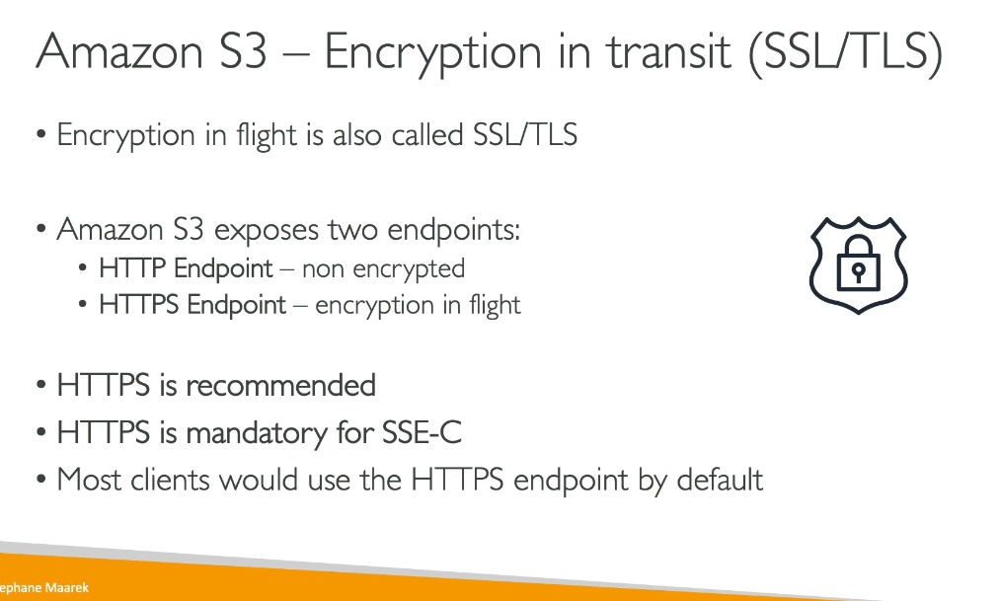 Amazon S3 – Encryption in transit (SSL/TLS)
• Encryption in flight is also called SSL/TLS
• Amazon S3 exposes two endpoints:
• HTTP Endpoint – non encrypted
• HTTPS Endpoint – encryption in flight
• HTTPS is recommended
• HTTPS is mandatory for SSE-C
• Most clients would use the HTTPS endpoint by default
ephane Maarek